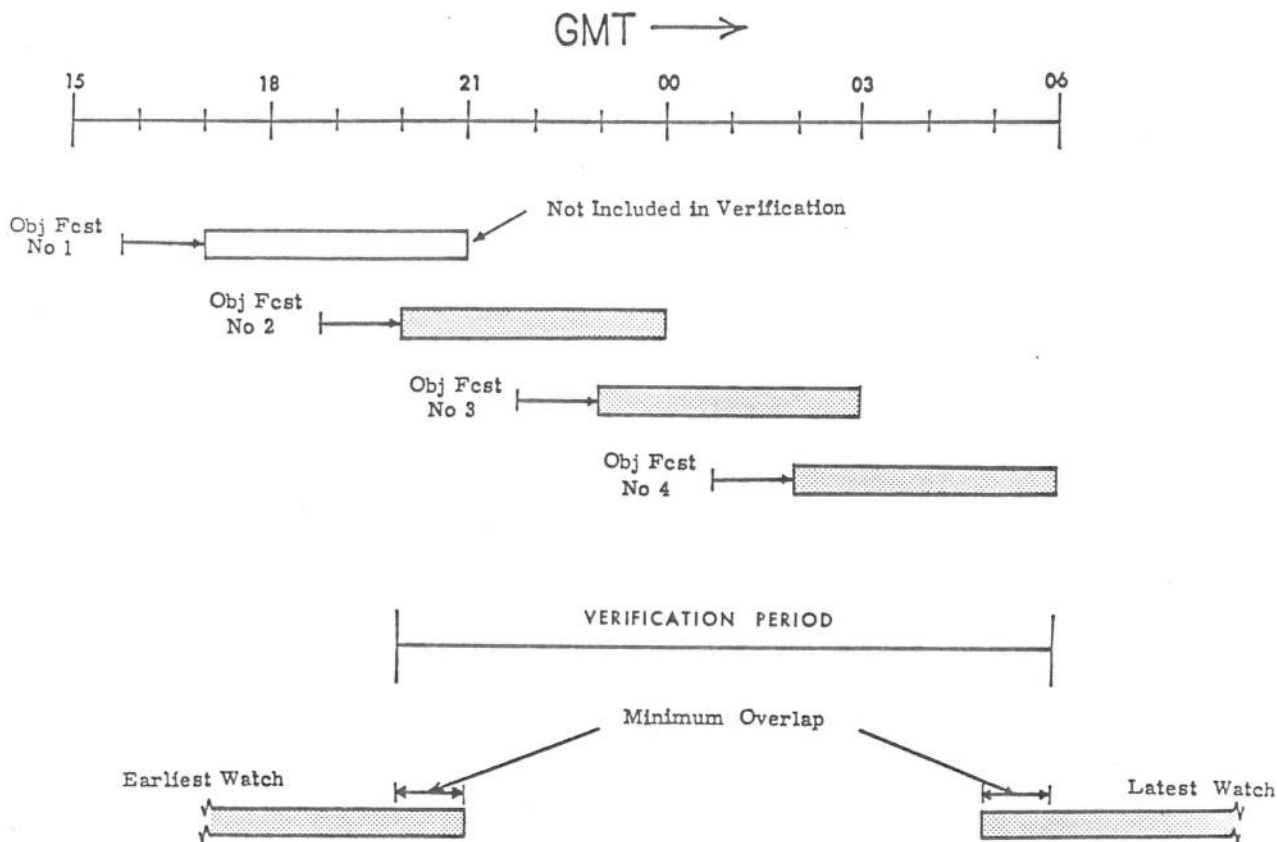 GMT
15 18 21 00 03 06
Not Included in Verification
Obj Fcst
No 1
Obj Fcst
No 2
Obj Fcst
No 3
Obj Fcst
No 4
VERIFICATION PERIOD
Minimum Overlap
Earliest Watch
Latest Watch